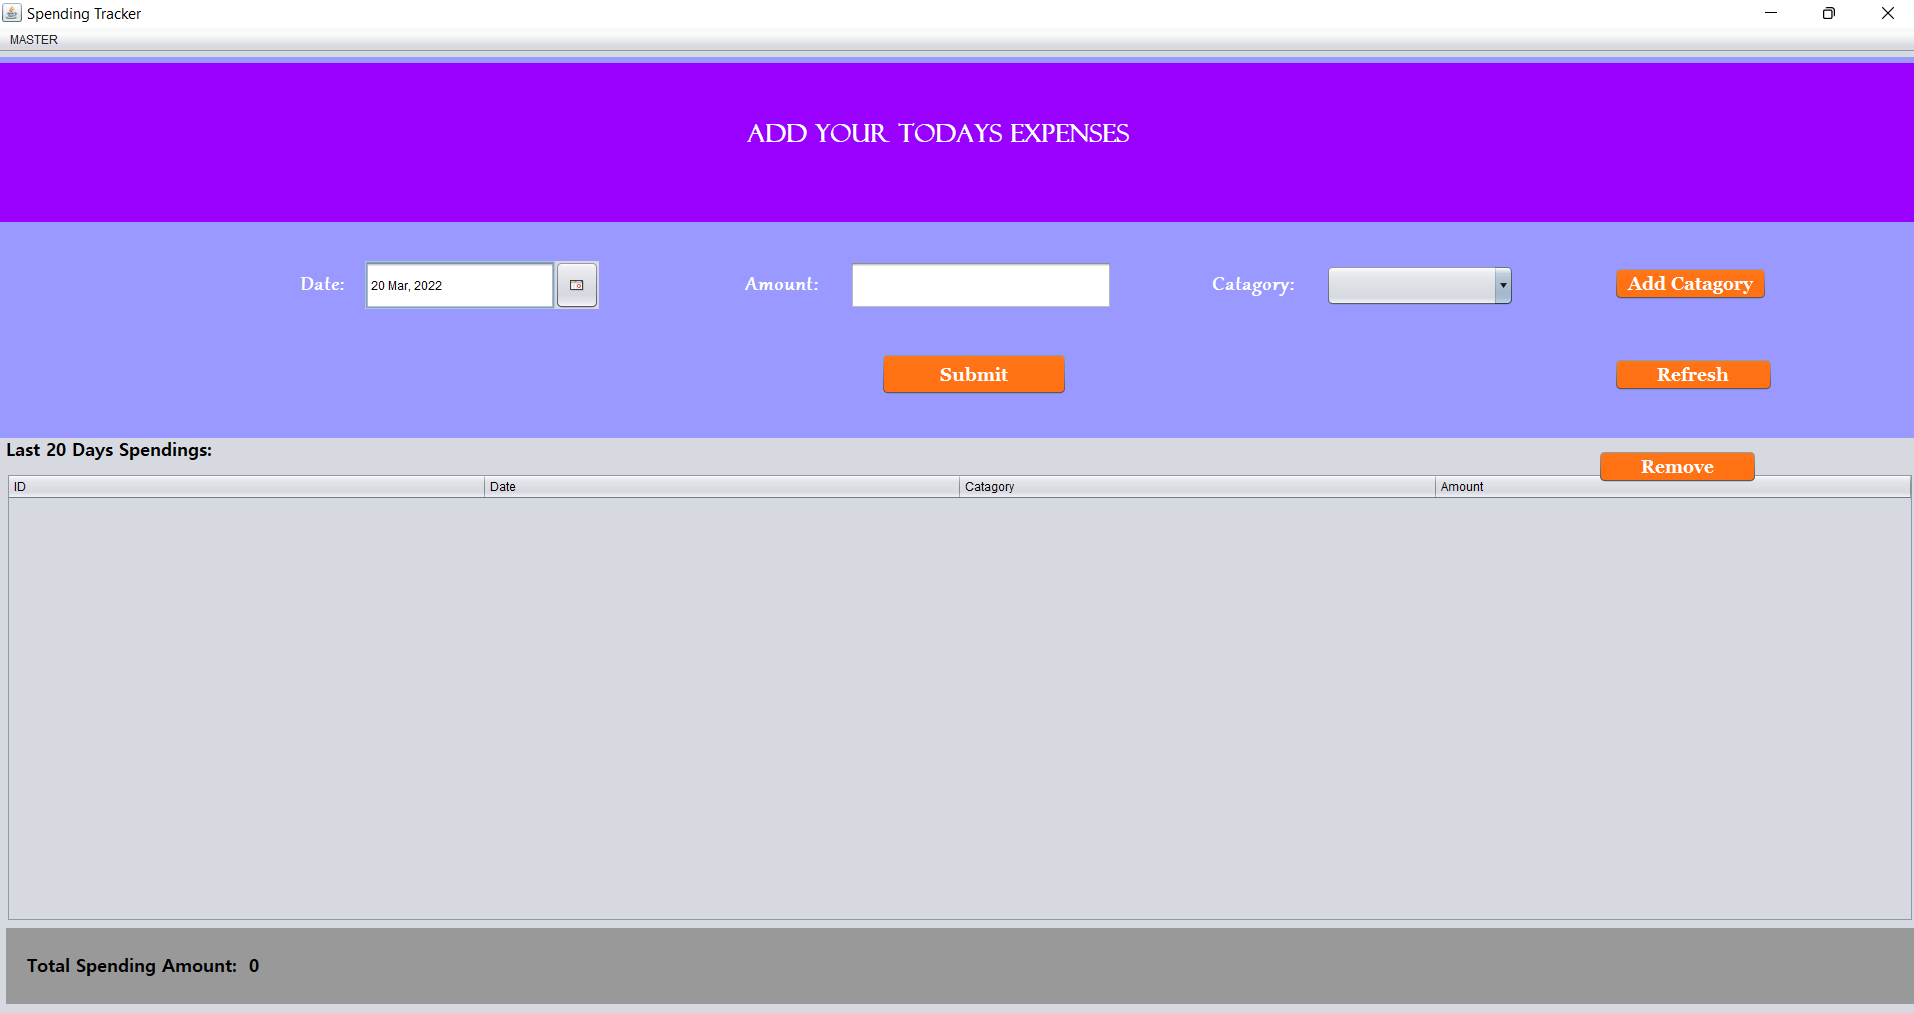 Spending Tracker
MASTER
ADD YOUR TODAYS EXPENSES
Date: 20 Mar, 2022 Amount: Catagory: Add Catagory
Submit Refresh
Last 20 Days Spendings:
Remove
ID Date Catagory Amount
Total Spending Amount: 0